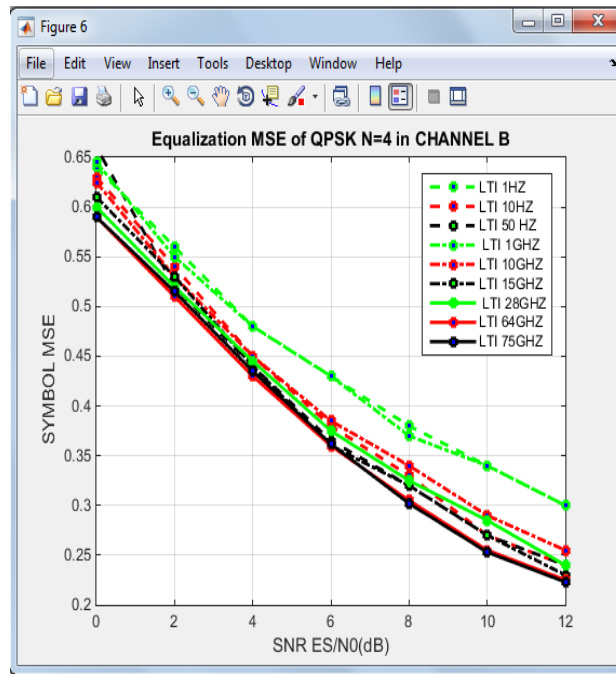 Figure 6
File Edit View Insert Tools Desktop Window Help
Equalization MSE of QPSK N=4 in CHANNEL B
0.65
0.6
0.55
0.5
0.45
0.4
0.35
0.3
0.25
0.2
SYMBOL MSE
LTI 1HZ
LTI 10HZ
LTI 50 HZ
LTI 1GHZ
LTI 10GHZ
LTI 15GHZ
LTI 28GHZ
LTI 64GHZ
LTI 75GHZ
0 2 4 6 8 10 12
SNR ES/N0(dB)